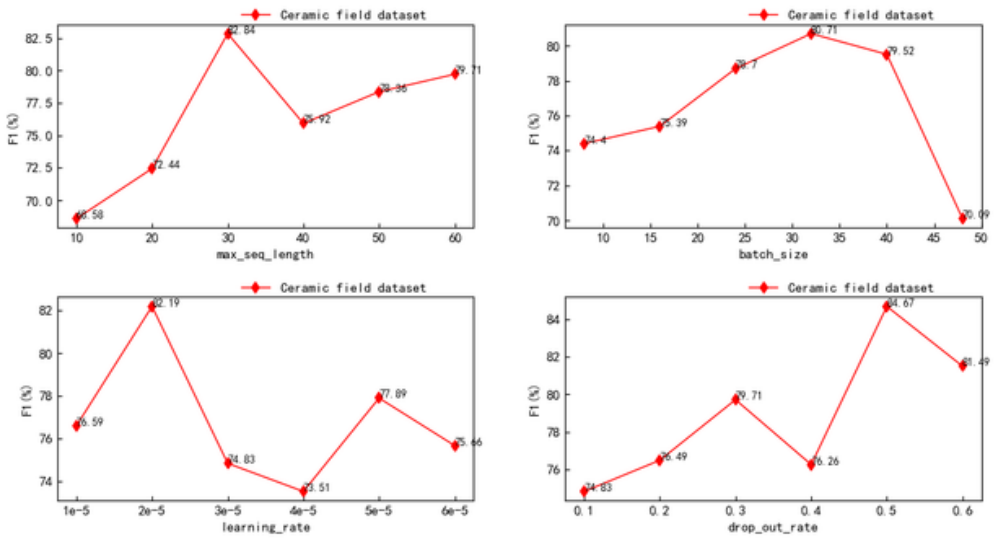 Ceramic field dataset
F1(%)
82.5
80.0
77.5
75.0
72.5
70.0
68.58
72.44
82.84
75.92
78.36
79.71
10 20 30 40 50 60
max_seq_length
Ceramic field dataset
F1(%)
80
78
76
74
72
70
74.4
75.39
78.7
80.71
79.52
70.09
10 15 20 25 30 35 40 45 50
batch_size
Ceramic field dataset
F1(%)
82
80
78
76
74
76.59
82.19
74.83
73.51
77.89
75.66
1e-5 2e-5 3e-5 4e-5 5e-5 6e-5
learning_rate
Ceramic field dataset
F1(%)
84
82
80
78
76
74.83
76.49
79.71
76.26
84.67
81.49
0.1 0.2 0.3 0.4 0.5 0.6
drop_out_rate